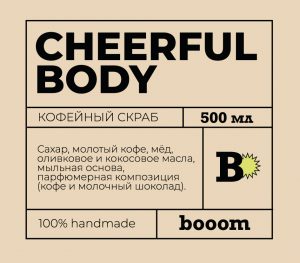 CHEERFUL
BODY
КОФЕЙНЫЙ СКРАБ
500 мл
Сахар, молотый кофе, мёд,
оливковое и кокосовое масла,
мыльная основа,
парфюмерная композиция
(кофе и молочный шоколад).
B
100% handmade
booom